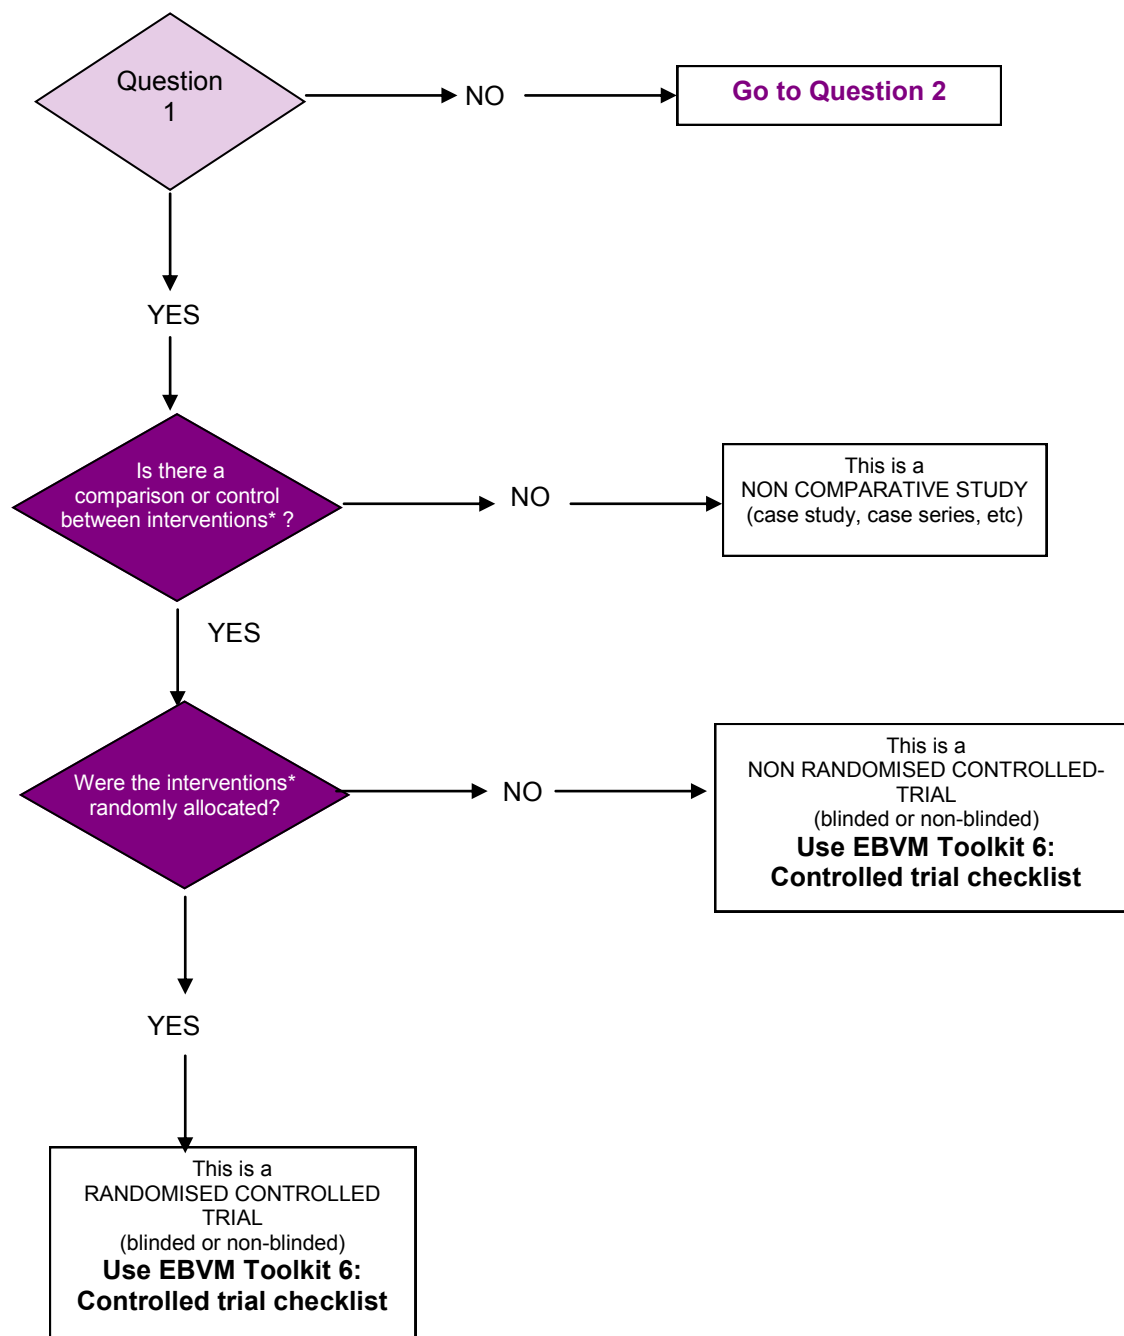 Question
1
NO
Go to Question 2
YES
Is there a
comparison or control
between interventions* ?
NO
This is a
NON COMPARATIVE STUDY
(case study, case series, etc)
YES
Were the interventions*
randomly allocated?
NO
This is a
NON RANDOMISED CONTROLLED-
TRIAL
(blinded or non-blinded)
Use EBVM Toolkit 6:
Controlled trial checklist
YES
This is a
RANDOMISED CONTROLLED
TRIAL
(blinded or non-blinded)
Use EBVM Toolkit 6:
Controlled trial checklist